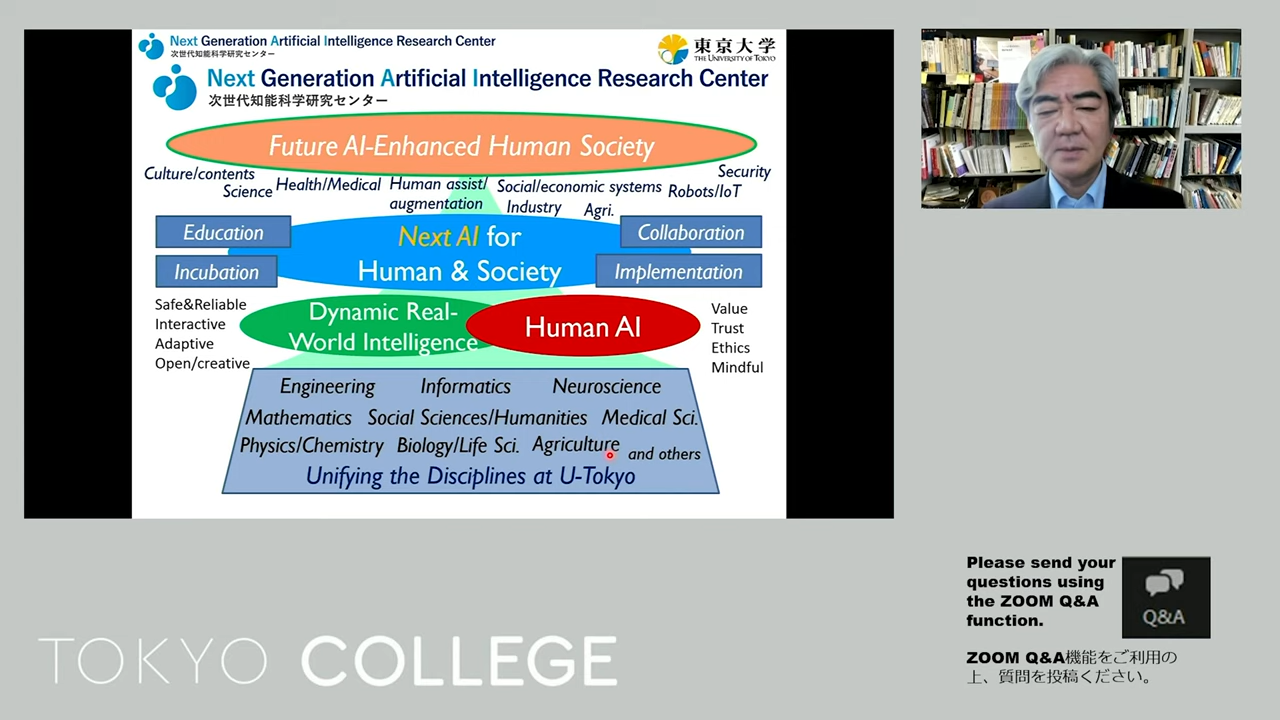 Next Generation Artificial Intelligence Research Center
次世代知能科学研究センター
東京大学
THE UNIVERSITY OF TOKYO
Next Generation Artificial Intelligence Research Center
次世代知能科学研究センター
Future AI-Enhanced Human Society
Culture/contents
Science
Health/Medical
Human assist/
augmentation
Social/economic systems
Industry
Agri.
Security
Robots/IoT
Education
Incubation
Next AI for
Human & Society
Collaboration
Implementation
Safe&Reliable
Interactive
Adaptive
Open/creative
Dynamic Real-
World Intelligence
Human AI
Value
Trust
Ethics
Mindful
Engineering Informatics Neuroscience
Mathematics Social Sciences/Humanities Medical Sci.
Physics/Chemistry Biology/Life Sci. Agriculture and others
Unifying the Disciplines at U-Tokyo
Please send your
questions using
the ZOOM Q&A
function.
Q&A
ZOOM Q&A機能をご利用の
上、質問を投稿ください。
TOKYO COLLEGE